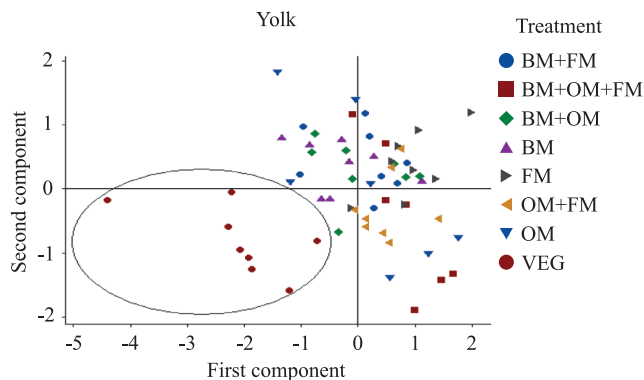 Yolk
Treatment
BM+FM
BM+OM+FM
BM+OM
BM
FM
OM+FM
OM
VEG
Second component
2
1
0
-1
-2
-5 -4 -3 -2 -1 0 1 2
First component